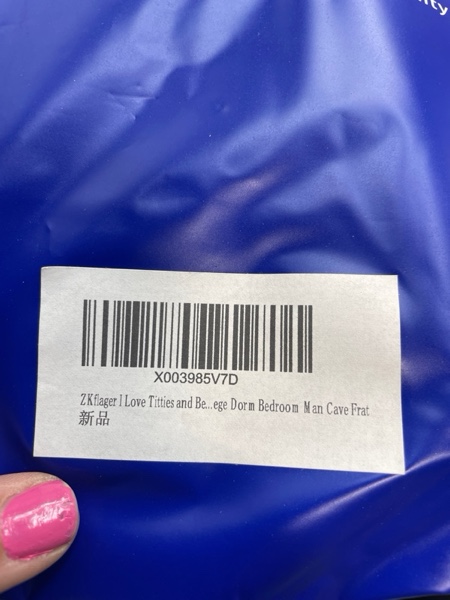 X003985V7D
ZKflager I Love Titties and Be...ege Dorm Bedroom Man Cave Frat
新品